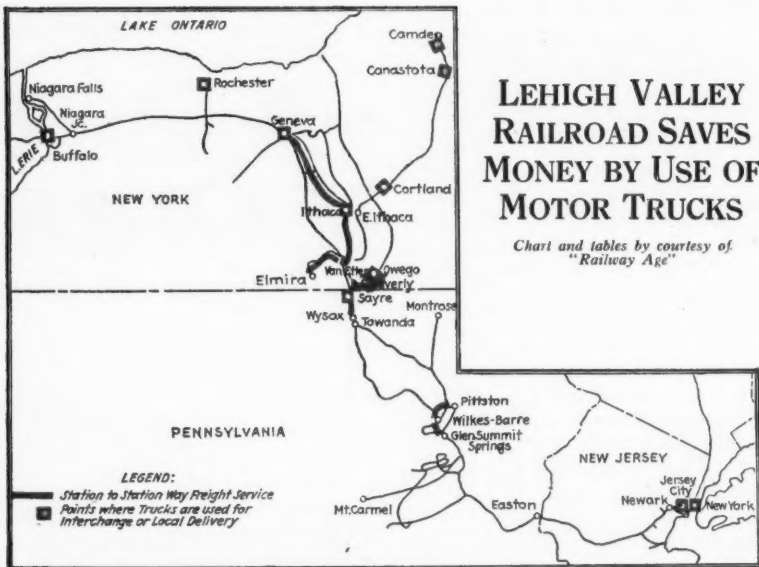 LAKE ONTARIO
Camde
Canastota
Niagara Falls
Rochester
Niagara
Jc.
Geneva
L. ERIE
Buffalo
Cortland
NEW YORK
Ithaca
E. Ithaca
Van Etten
Owego
Elmira
verly
Sayre
Montrose
Wysox
Towanda
Pittston
Wilkes-Barre
Glen Summit
Springs
PENNSYLVANIA
NEW JERSEY
Jersey
City
Newark
New York
Easton
Mt. Carmel
LEGEND:
Station to Station Way Freight Service
Points where Trucks are used for
Interchange or Local Delivery
LEHIGH VALLEY
RAILROAD SAVES
MONEY BY USE OF
MOTOR TRUCKS
Chart and tables by courtesy of
"Railway Age"